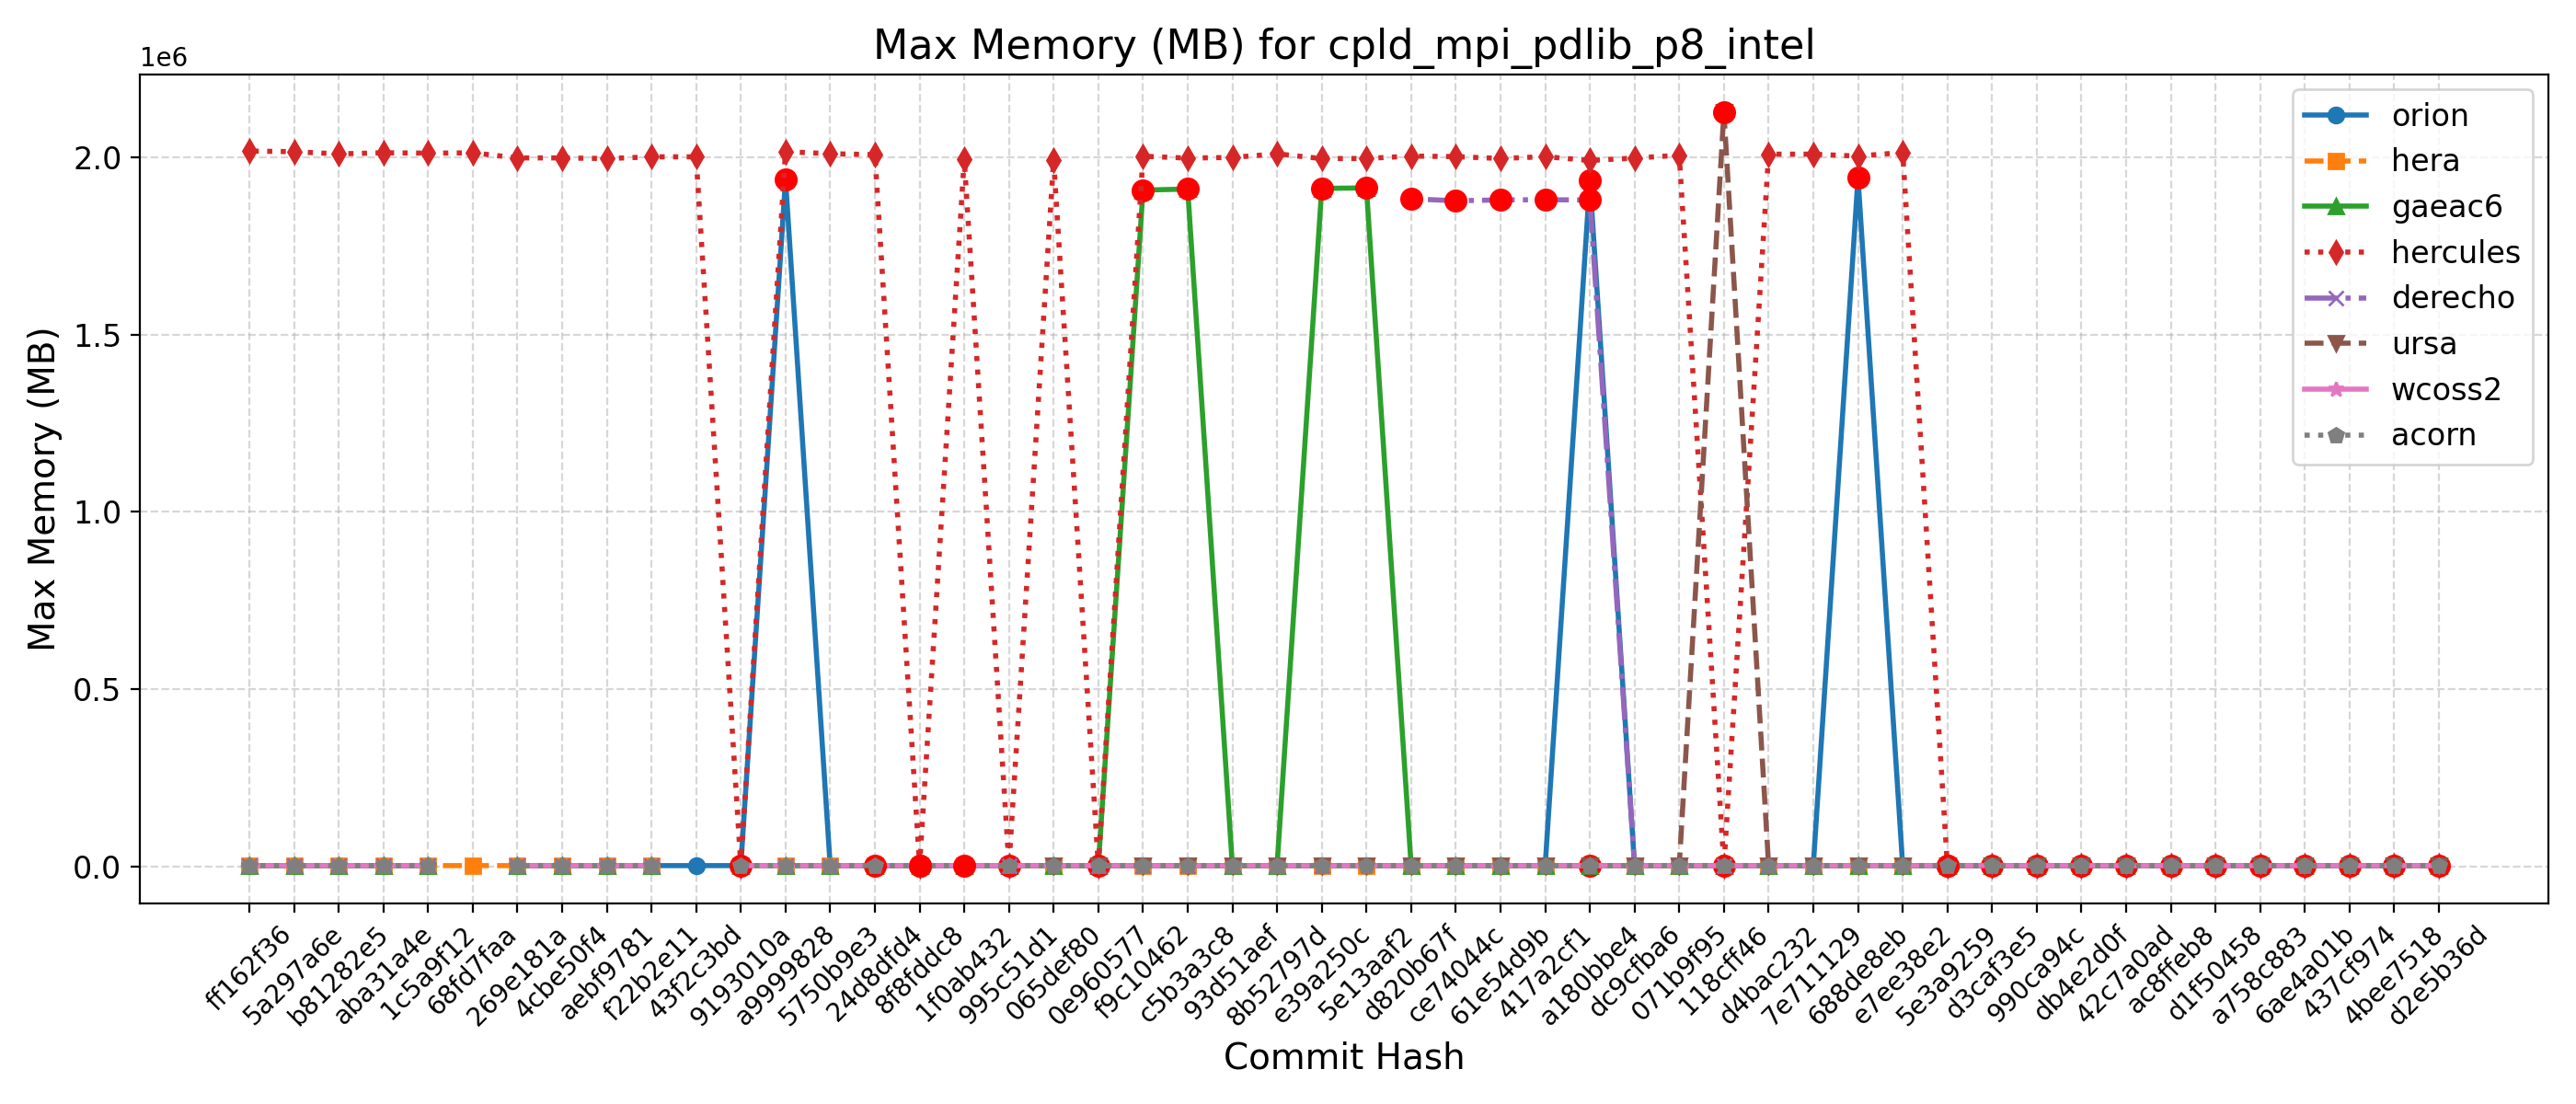 Max Memory (MB) for cpld_mpi_pdlib_p8_intel
1e6
2.0
1.5
1.0
0.5
0.0
Max Memory (MB)
orion
hera
gaeac6
hercules
derecho
ursa
wcoss2
acorn
ff162f36
5a297a6e
b81282e5
aba31a4e
1c5a9f12
68fd7faa
269e181a
4cbe50f4
aebf9781
f22b2e11
43f2c3bd
9193010a
a9999828
5750b9e3
24d8dfd4
8f8fddc8
1f0ab432
995c51d1
065def80
0e960577
f9c10462
c5b3a3c8
93d51aef
8b52797d
e39a250c
5e13aaf2
d820b67f
ce74044c
61e54d9b
417a2cf1
a180bbe4
dc9cfba6
071b9f95
118cff46
d4bac232
7e711129
688de8eb
e7ee38e2
5e3a9259
d3caf3e5
990ca94c
db4e2d0f
42c7a0ad
ac8ffeb8
d1f50458
a758c883
6ae4a01b
437cf974
4bee7518
d2e5b36d
Commit Hash